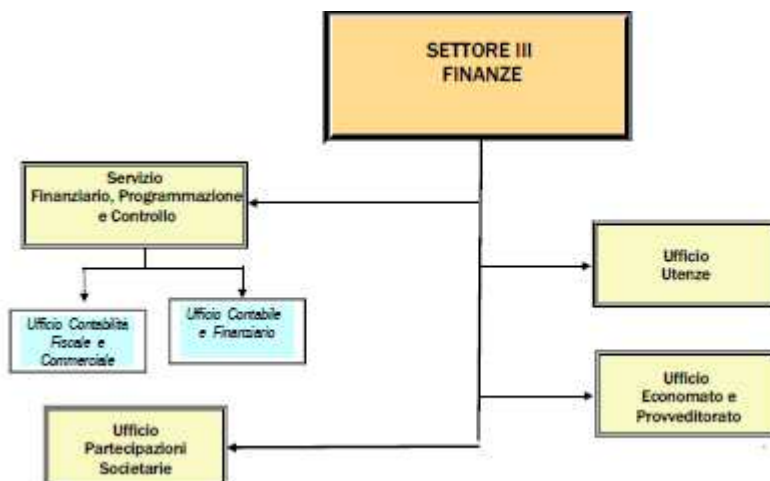 SETTORE III
FINANZE
Servizio
Finanziario, Programmazione
e Controllo
Ufficio
Utenze
Ufficio Contabilità
Fiscale e
Commerciale
Ufficio Contabile
e Finanziario
Ufficio
Economato e
Provveditorato
Ufficio
Partecipazioni
Societarie